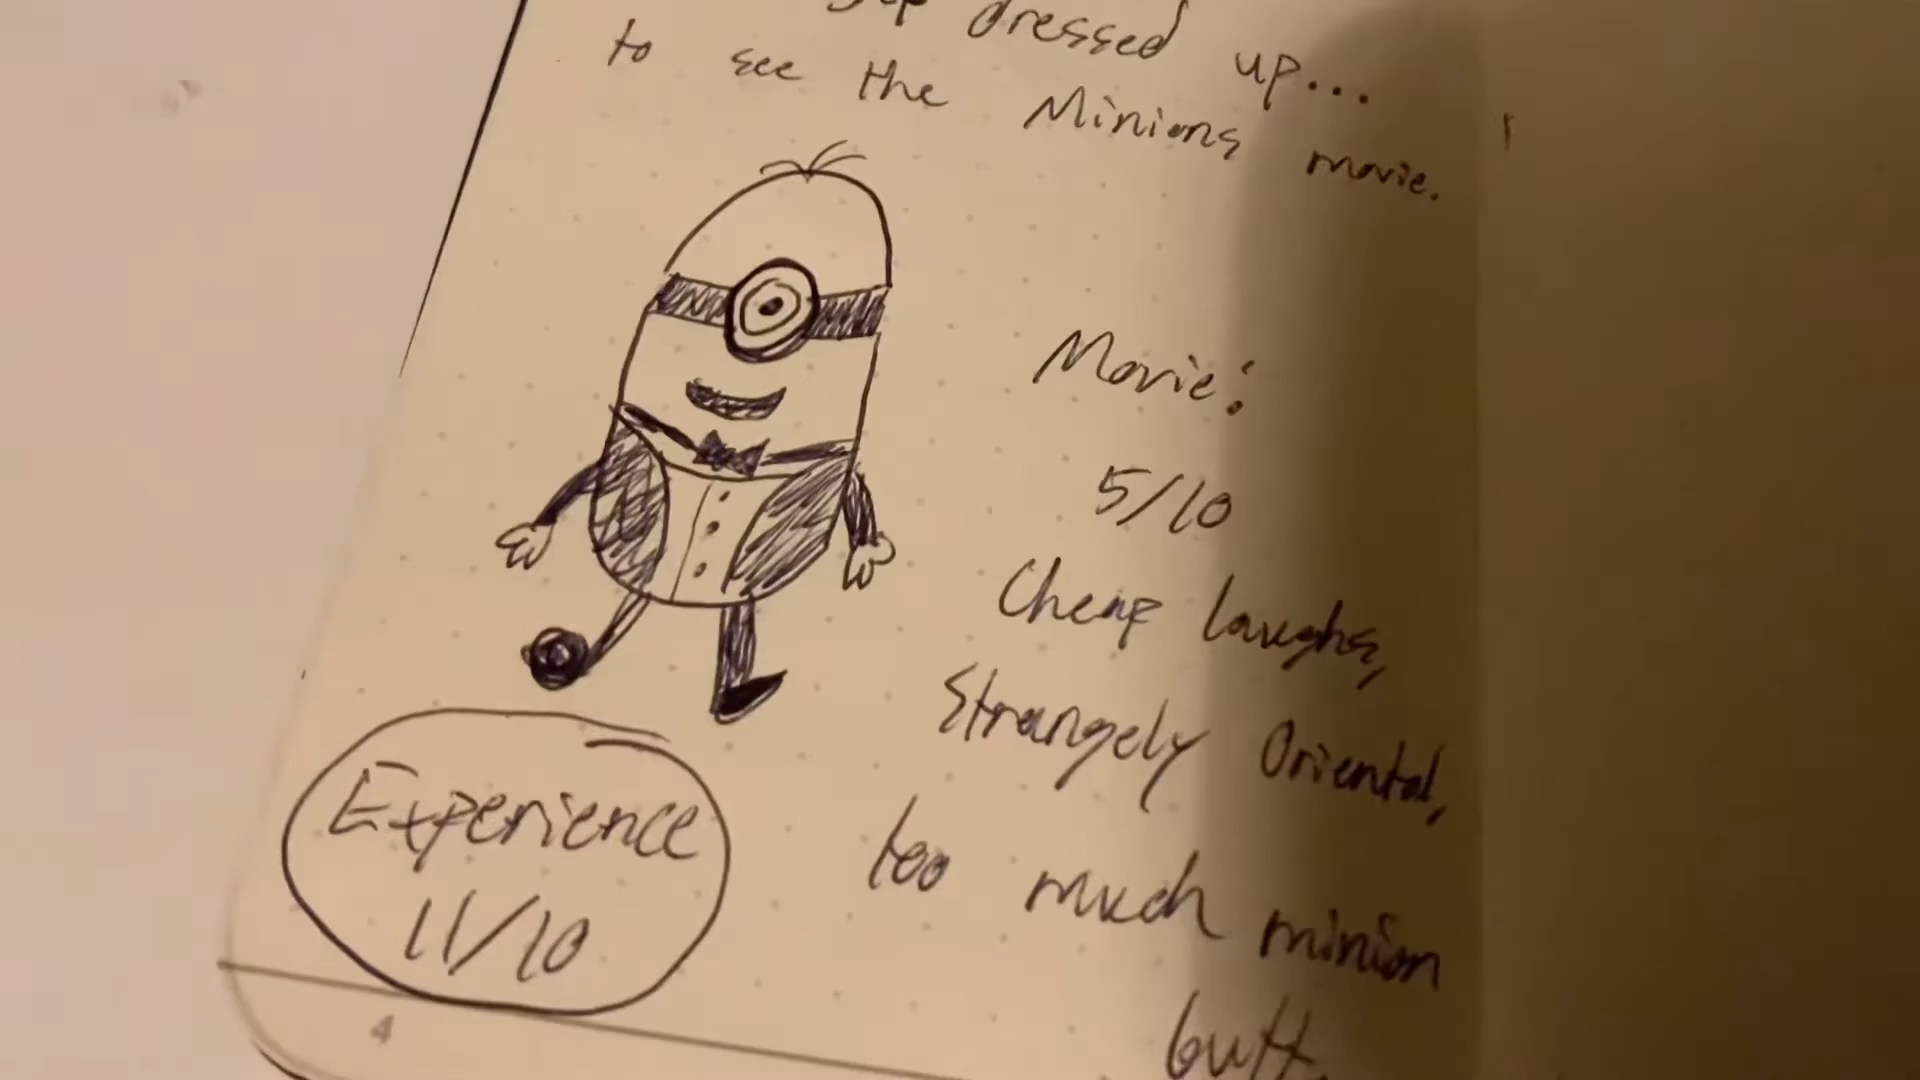 dressed up...
to see the Minions movie.
Movie:
5/10
Cheap laughs,
Strangely Oriental,
too much minion
butt.
Experience
11/10
4